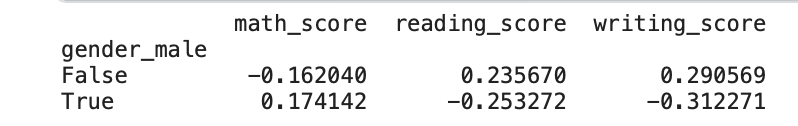 math_score reading_score writing_score
gender_male
False -0.162040 0.235670 0.290569
True 0.174142 -0.253272 -0.312271